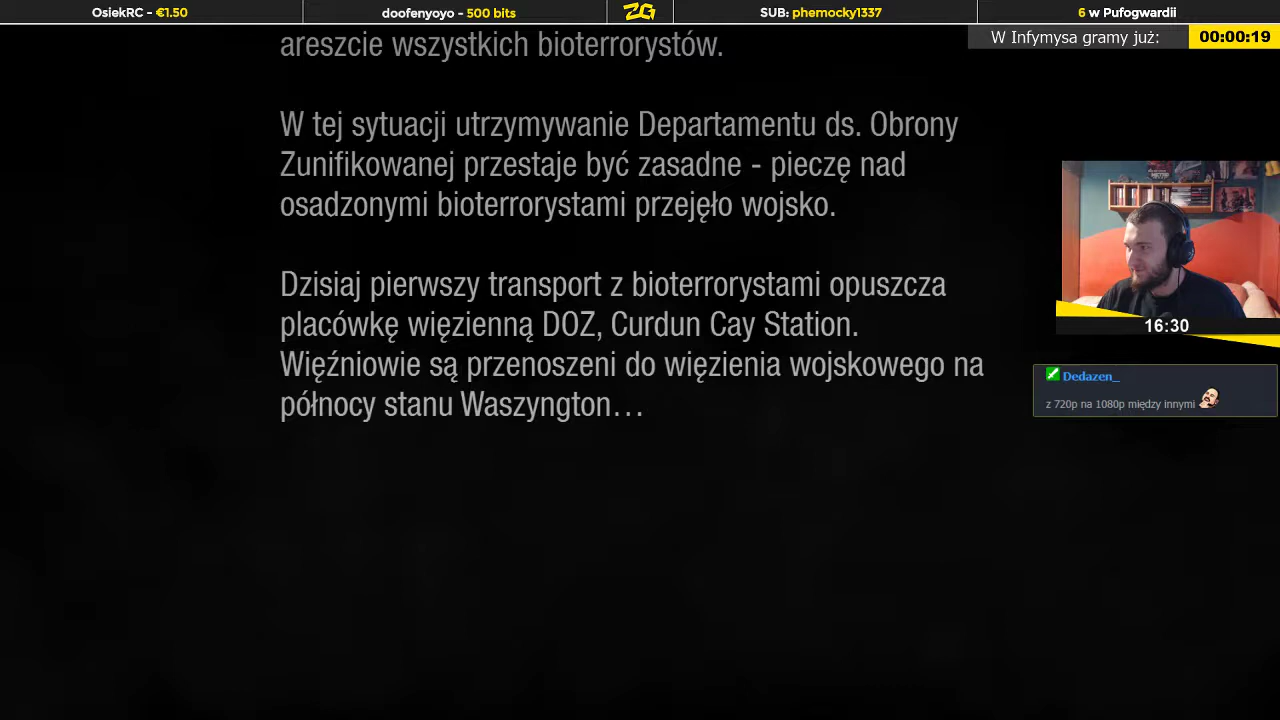 OsiekRC - €1.50
doofenyoyo - 500 bits
ZG
SUB: phemocky1337
6 w Pufogwardii
W Infymysa gramy już:
00:00:19
areszcie wszystkich bioterrorystów.
W tej sytuacji utrzymywanie Departamentu ds. Obrony
Zunifikowanej przestaje być zasadne - pieczę nad
osadzonymi bioterrorystami przejęło wojsko.
Dzisiaj pierwszy transport z bioterrorystami opuszcza
placówkę więzienną DOZ, Curdun Cay Station.
Więźniowie są przenoszeni do więzienia wojskowego na
północy stanu Waszyngton…
16:30
Dedazen_
z 720p na 1080p między innymi